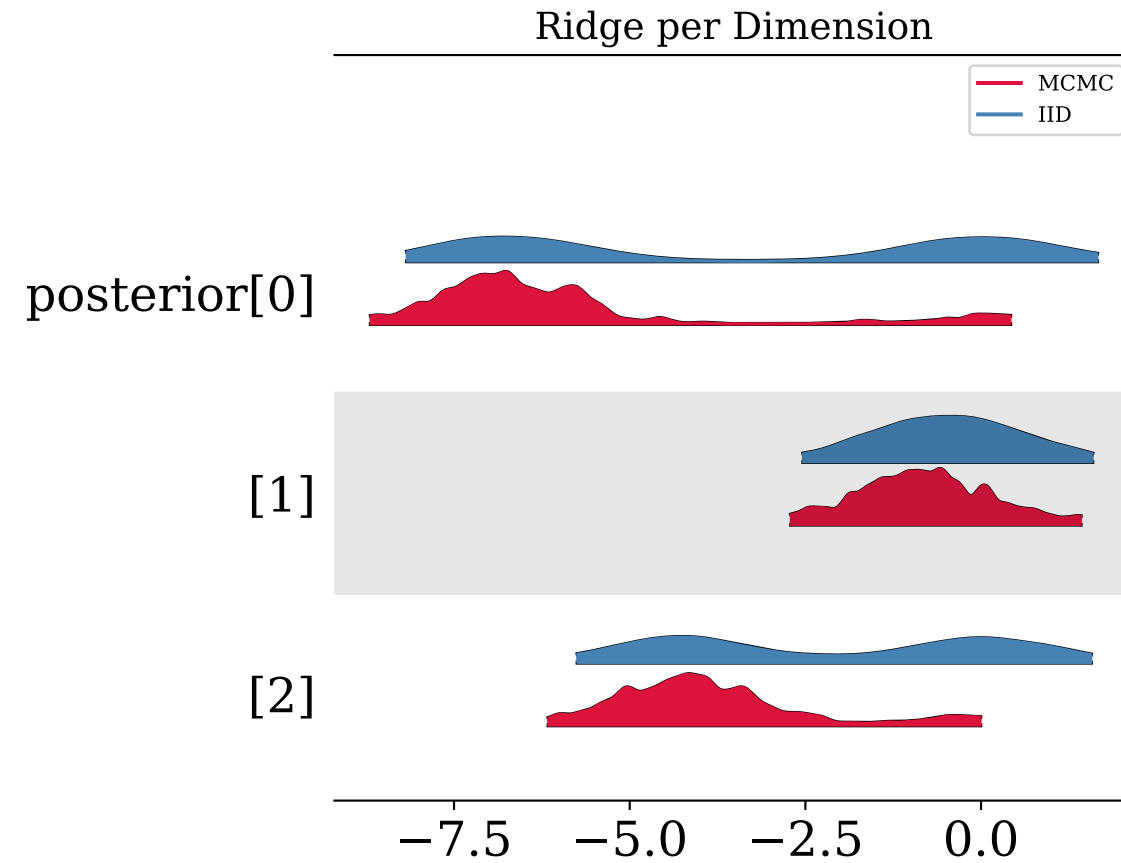 Ridge per Dimension
MCMC
IID
posterior[0]
[1]
[2]
−7.5 −5.0 −2.5 0.0